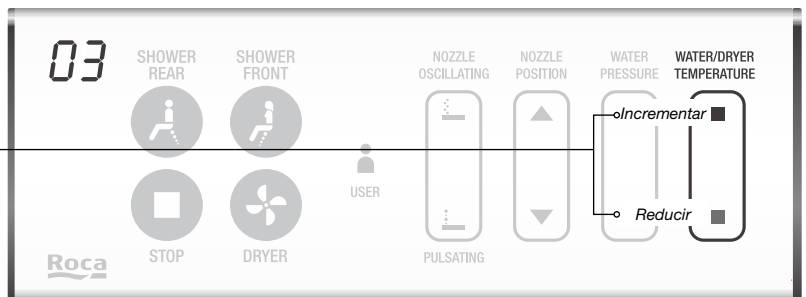 03
SHOWER
REAR
SHOWER
FRONT
NOZZLE
OSCILLATING
NOZZLE
POSITION
WATER
PRESSURE
WATER/DRYER
TEMPERATURE
Incrementar
USER
Reducir
STOP
DRYER
PULSATING
Roca